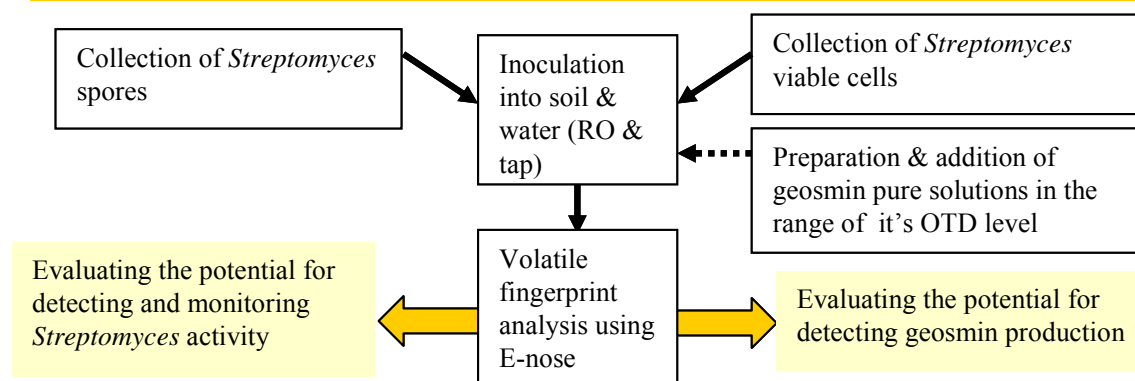 Collection of Streptomyces
spores
Inoculation
into soil &
water (RO &
tap)
Collection of Streptomyces
viable cells
Preparation & addition of
geosmin pure solutions in the
range of it's OTD level
Evaluating the potential for
detecting and monitoring
Streptomyces activity
Volatile
fingerprint
analysis using
E-nose
Evaluating the potential for
detecting geosmin production